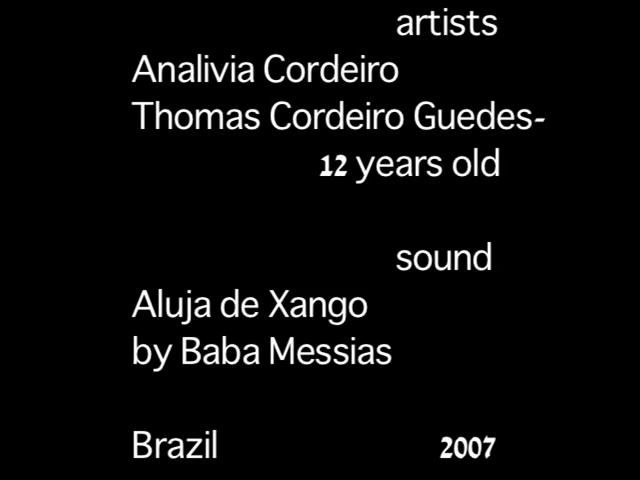 artists
Analivia Cordeiro
Thomas Cordeiro Guedes-
12 years old
sound
Aluja de Xango
by Baba Messias
Brazil 2007